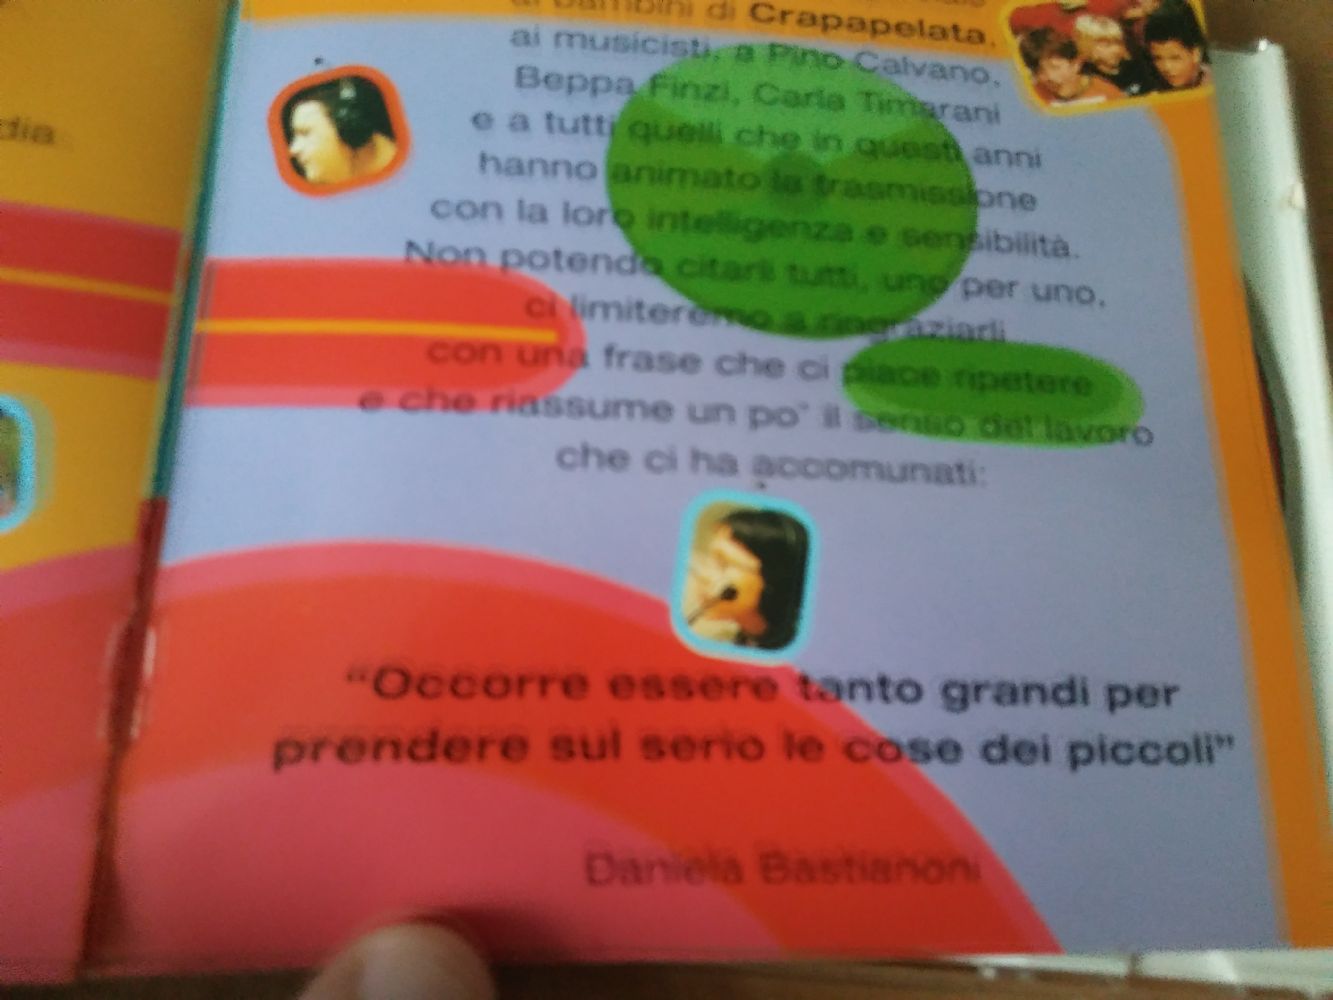 ai bambini di Crapapelata,
ai musicisti, a Pino Calvano,
Beppa Finzi, Carla Timarani
e a tutti quelli che in questi anni
hanno animato la trasmissione
con la loro intelligenza e sensibilità.
Non potendo citarli tutti, uno per uno,
ci limiteremo a ringraziarli
con una frase che ci piace ripetere
e che riassume un po' il senso del lavoro
che ci ha accomunati:
“Occorre essere tanto grandi per
prendere sul serio le cose dei piccoli”
Daniela Bastianoni